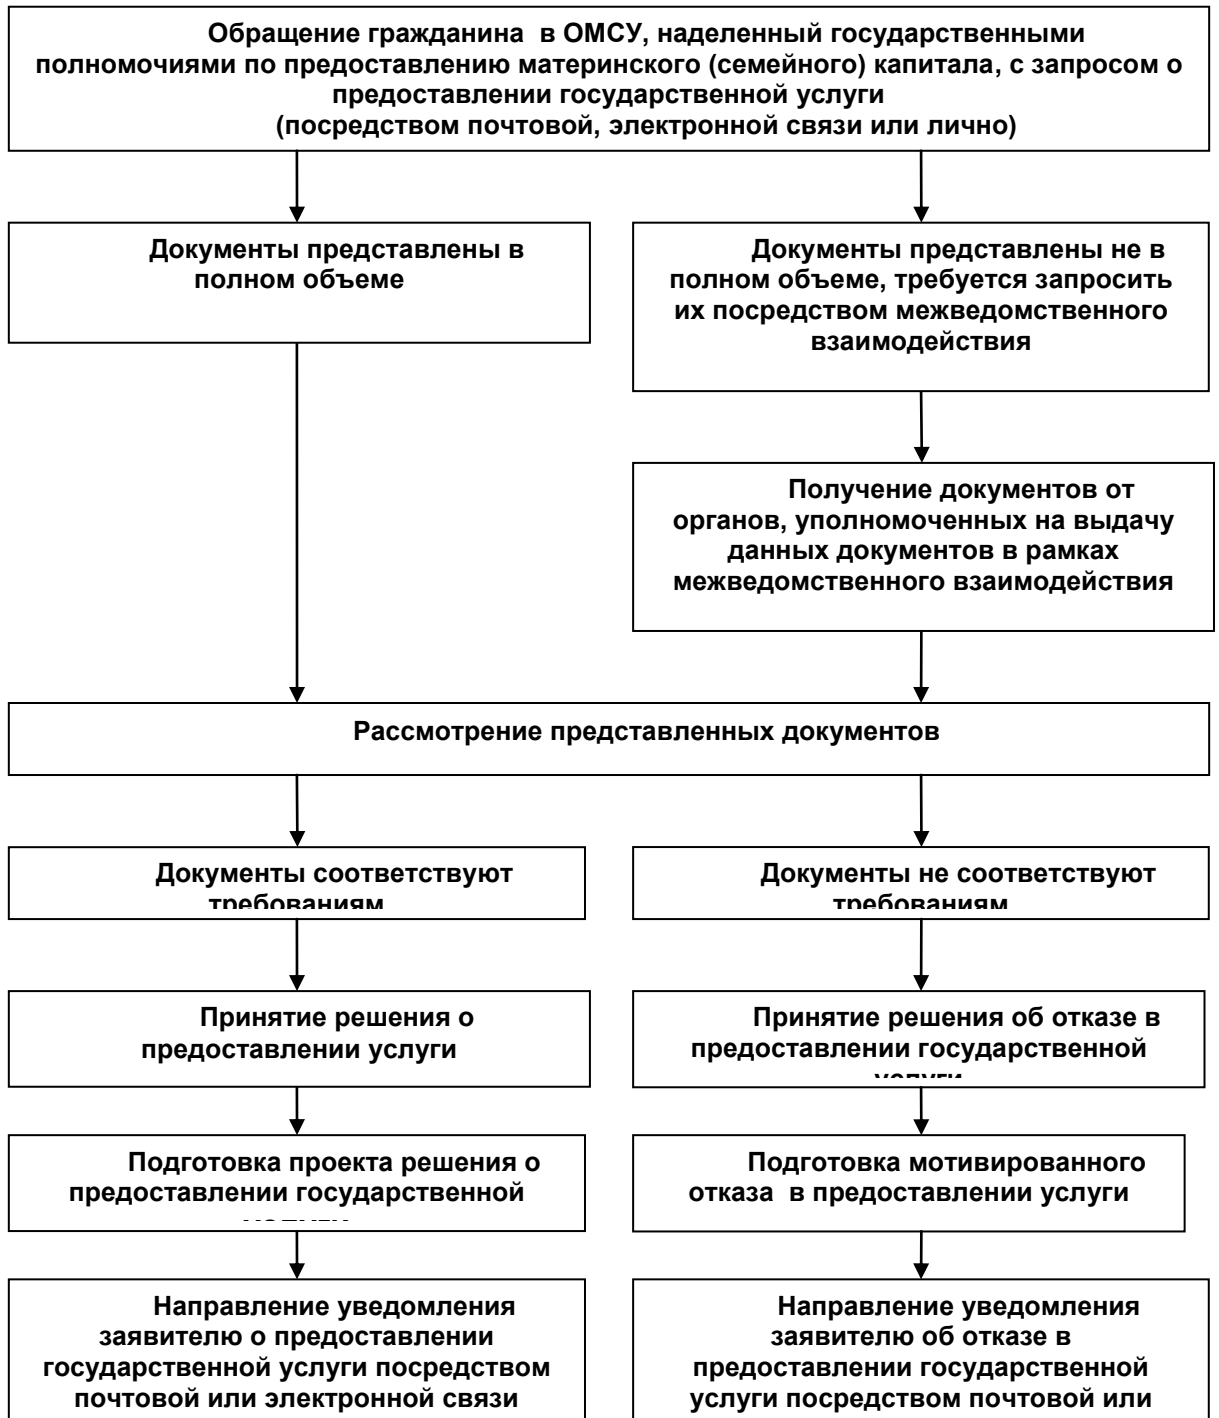 Обращение гражданина в ОМСУ, наделенный государственными
полномочиями по предоставлению материнского (семейного) капитала, с запросом о
предоставлении государственной услуги
(посредством почтовой, электронной связи или лично)
Документы представлены в
полном объеме
Документы представлены не в
полном объеме, требуется запросить
их посредством межведомственного
взаимодействия
Получение документов от
органов, уполномоченных на выдачу
данных документов в рамках
межведомственного взаимодействия
Рассмотрение представленных документов
Документы соответствуют
требованиям
Документы не соответствуют
требованиям
Принятие решения о
предоставлении услуги
Принятие решения об отказе в
предоставлении государственной
услуги
Подготовка проекта решения о
предоставлении государственной
Подготовка мотивированного
отказа в предоставлении услуги
Направление уведомления
заявителю о предоставлении
государственной услуги посредством
почтовой или электронной связи
Направление уведомления
заявителю об отказе в
предоставлении государственной
услуги посредством почтовой или